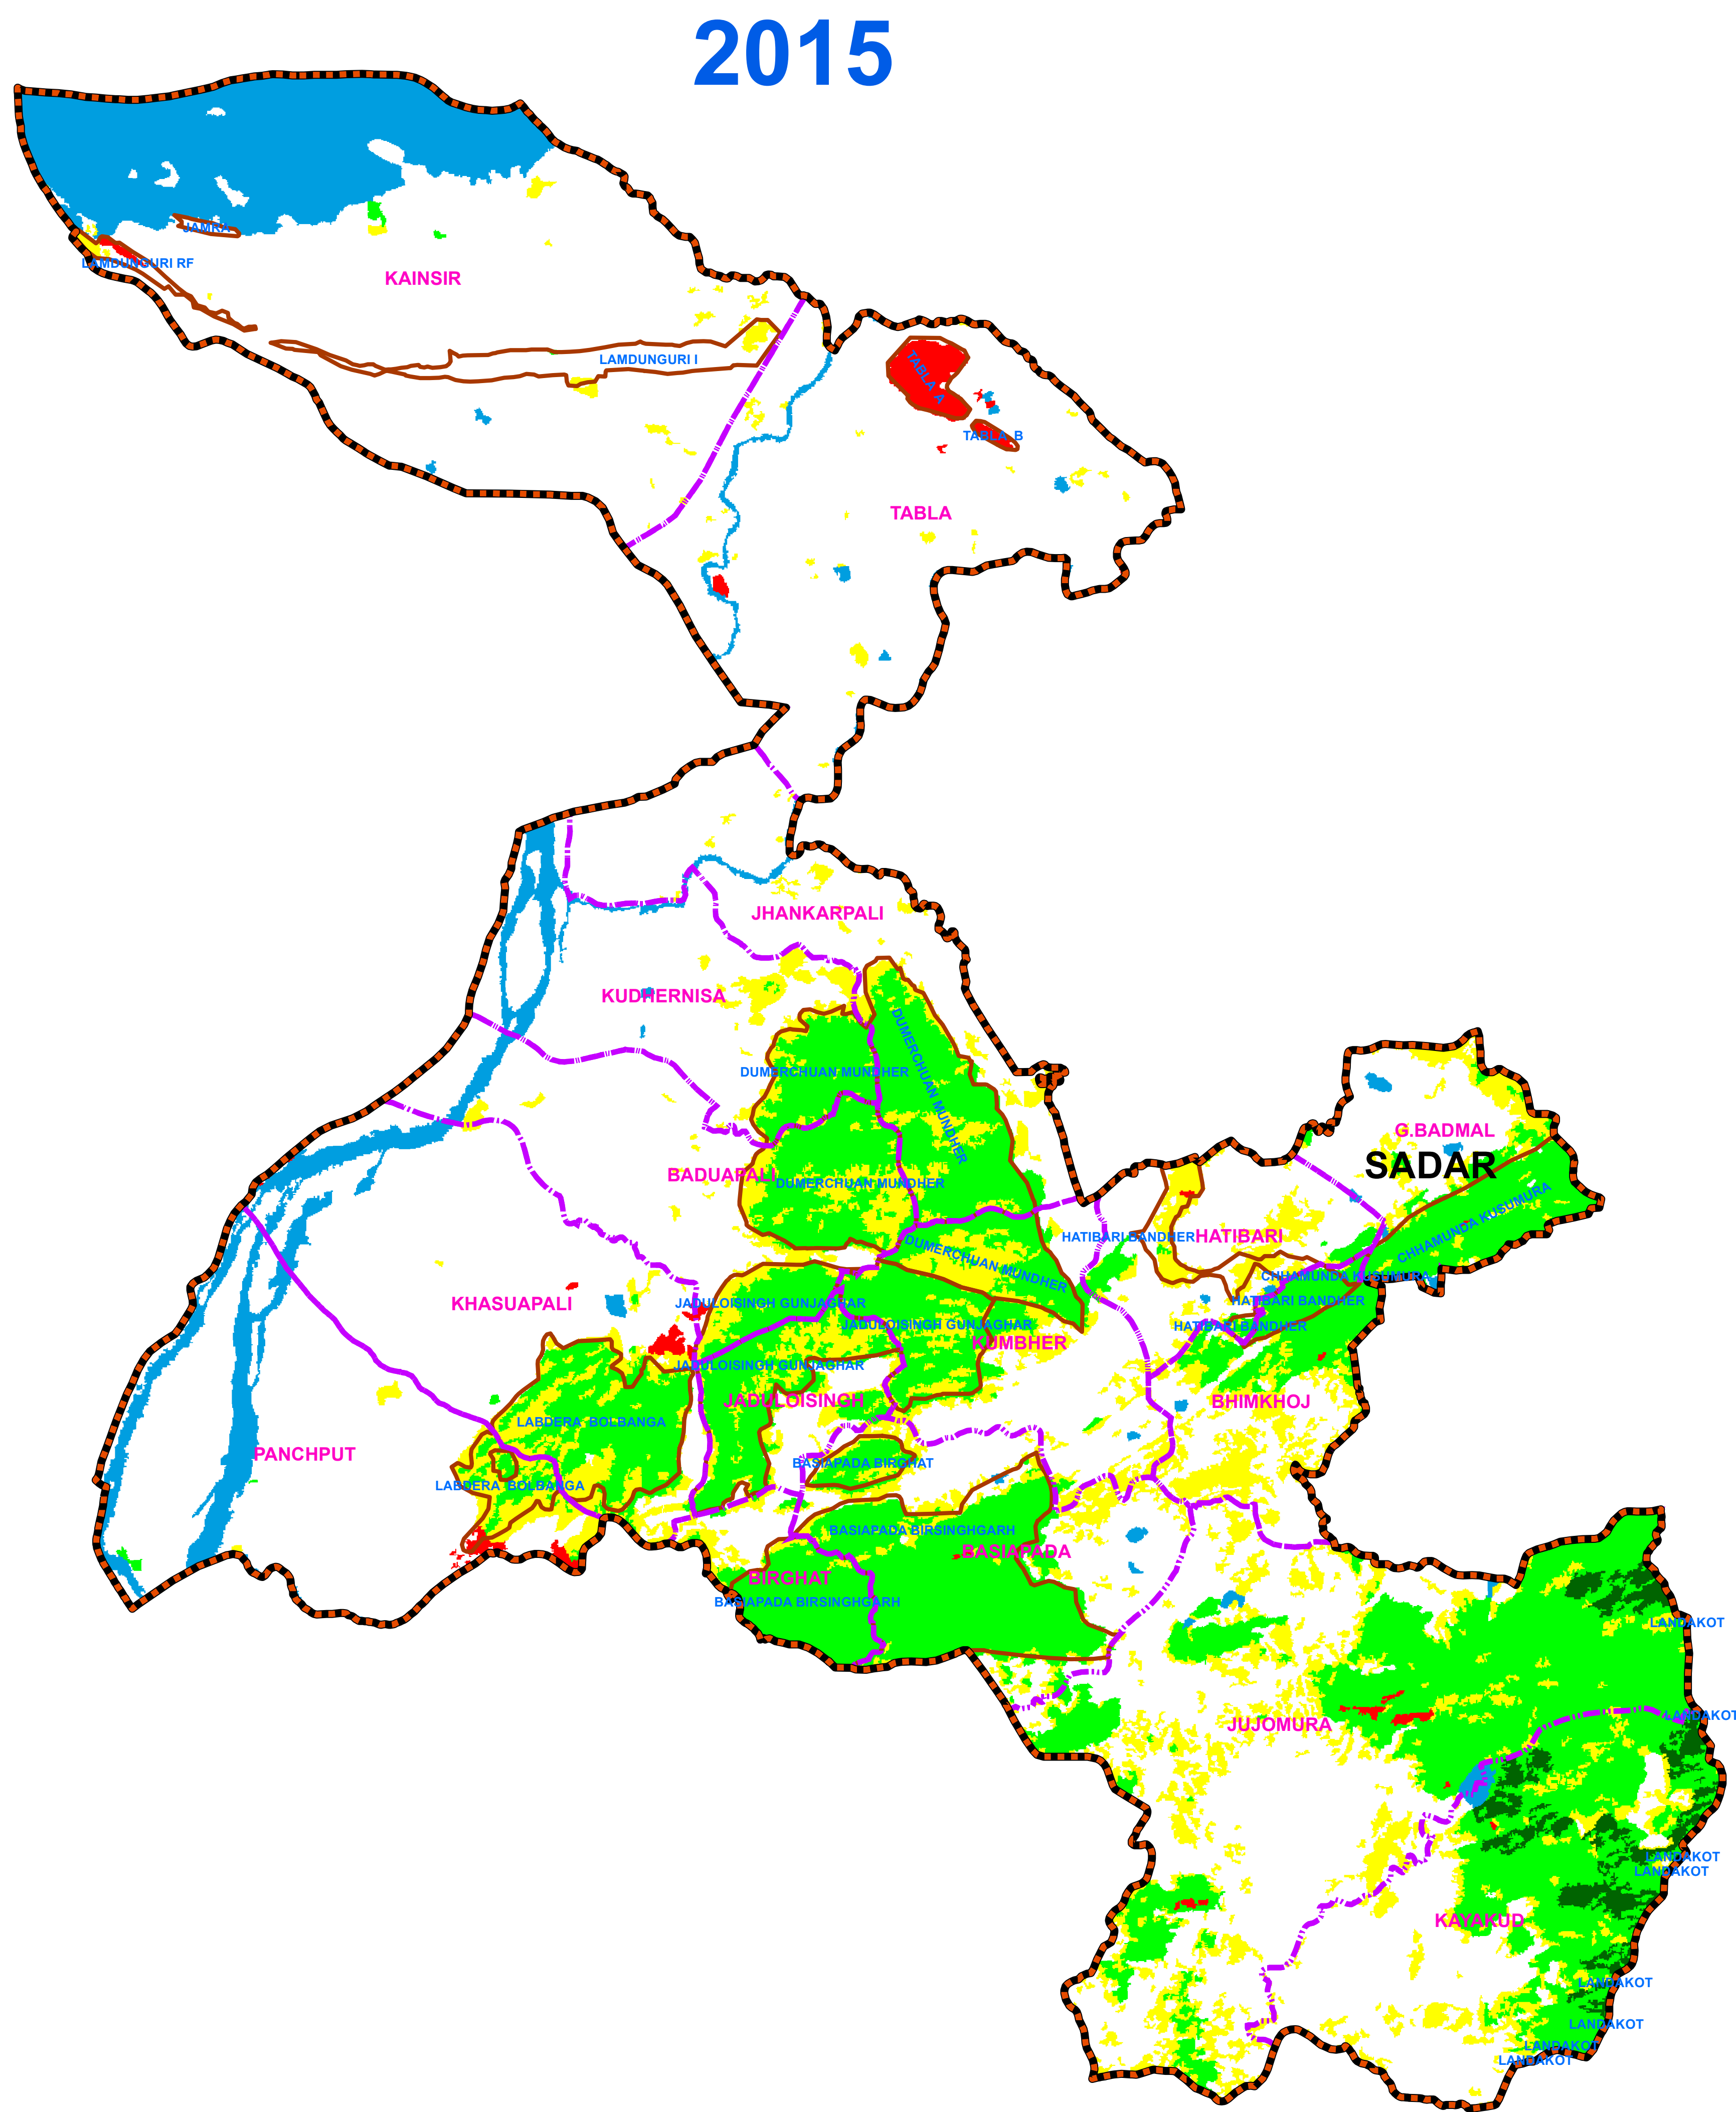 2015
JAMRA
LAMDUNGURI RF
KAINSIR
LAMDUNGURI I
TABLA A
TABLA B
TABLA
JHANKARPALI
KUDHERNISA
DUMERCHUAN MUNDHER
DUMERCHUAN MUNDHER
G.BADMAL
SADAR
BADUAPALI
DUMERCHUAN MUNDHER
CHHAMUNDA KUSUMURA
HATIBARI BANDHER
HATIBARI
DUMERCHUAN MUNDHER
CHHAMUNDA KUSUMURA
HATIBARI BANDHER
KHASUAPALI
JADULOISINGH GUNJAGHAR
JADULOISINGH GUNJAGHAR
HATIBARI BANDHER
KUMBHER
JADULOISINGH GUNJAGHAR
JADULOISINGH
BHIMKHOJ
LABDERA BOLBANGA
PANCHPUT
BASIAPADA BIRGHAT
LABDERA BOLBANGA
BASIAPADA BIRSINGHGARH
BASIAPADA
BIRGHAT
BASIAPADA BIRSINGHGARH
LANDAKOT
LANDAKOT
JUJOMURA
LANDAKOT
LANDAKOT
KAYAKUD
LANDAKOT
LANDAKOT
LANDAKOT
LANDAKOT